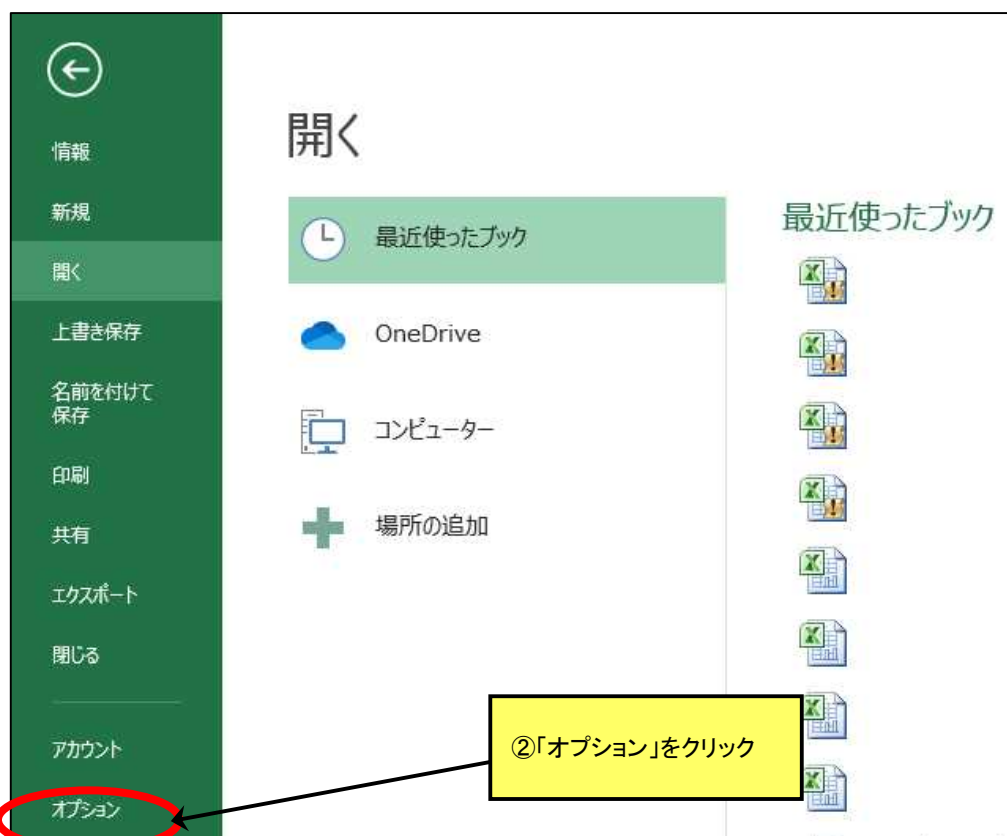 情報
新規
開く
上書き保存
名前を付けて
保存
印刷
共有
エクスポート
閉じる
アカウント
オプション
開く
最近使ったブック
OneDrive
コンピューター
場所の追加
最近使ったブック
②「オプション」をクリック